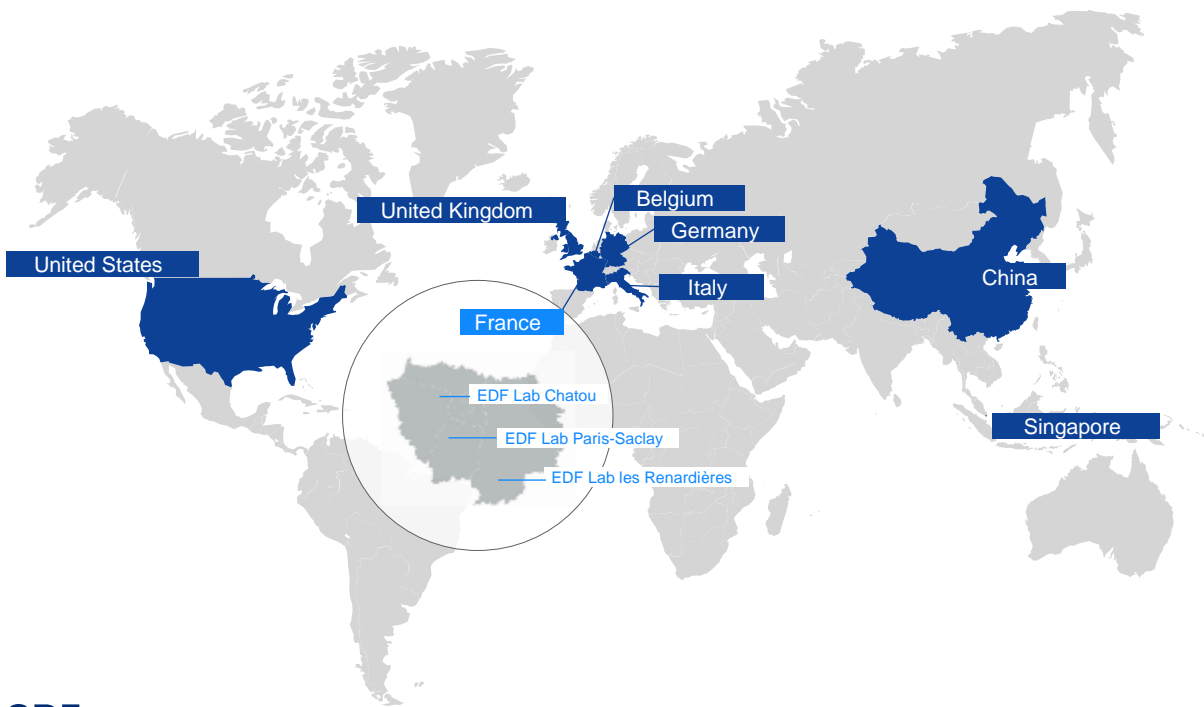 Belgium
United Kingdom
Germany
United States
China
Italy
France
EDF Lab Chatou
Singapore
EDF Lab Paris-Saclay
EDF Lab les Renardières